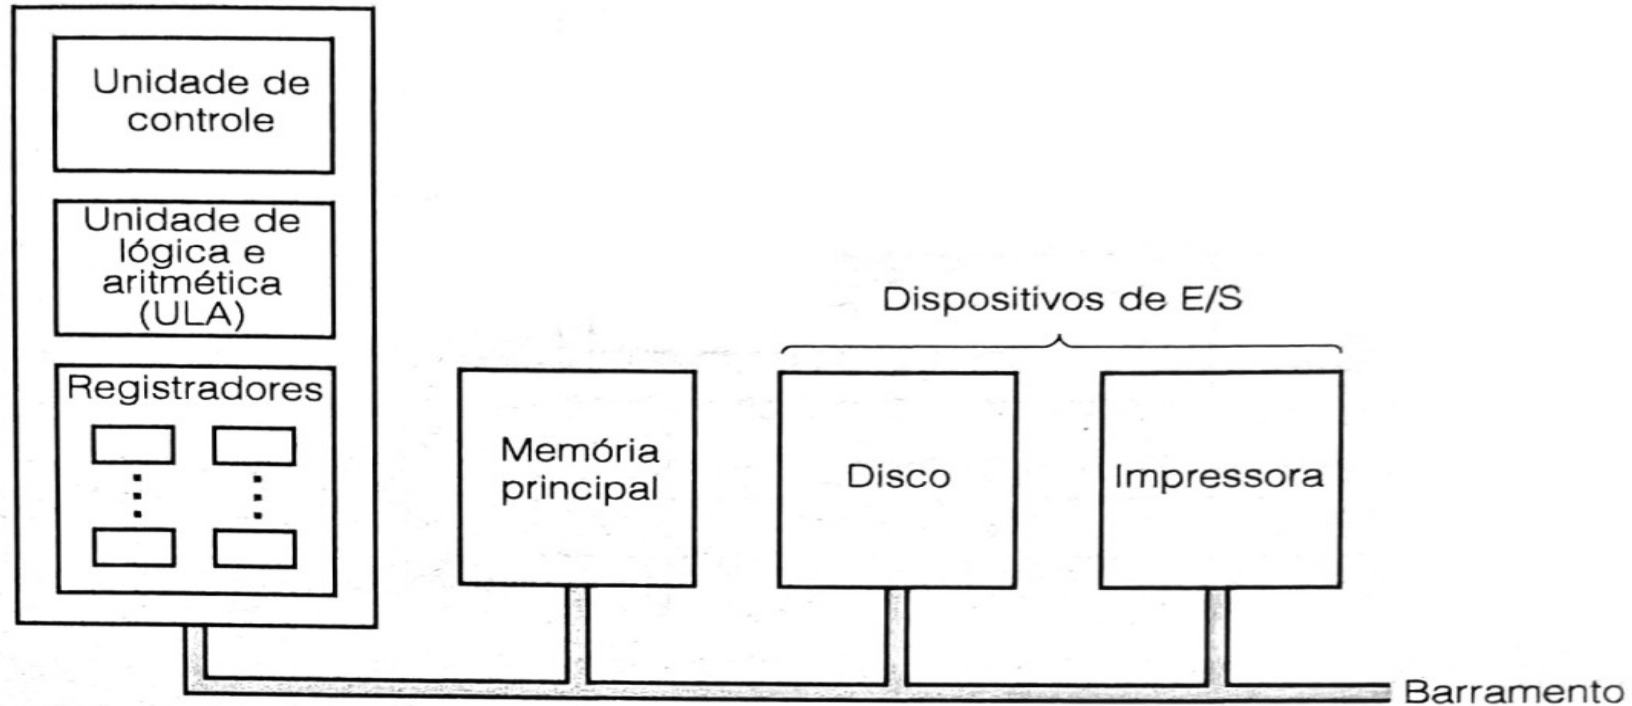 Unidade de
controle
Unidade de
lógica e
aritmética
(ULA)
Registradores
Memória
principal
Dispositivos de E/S
Disco
Impressora
Barramento